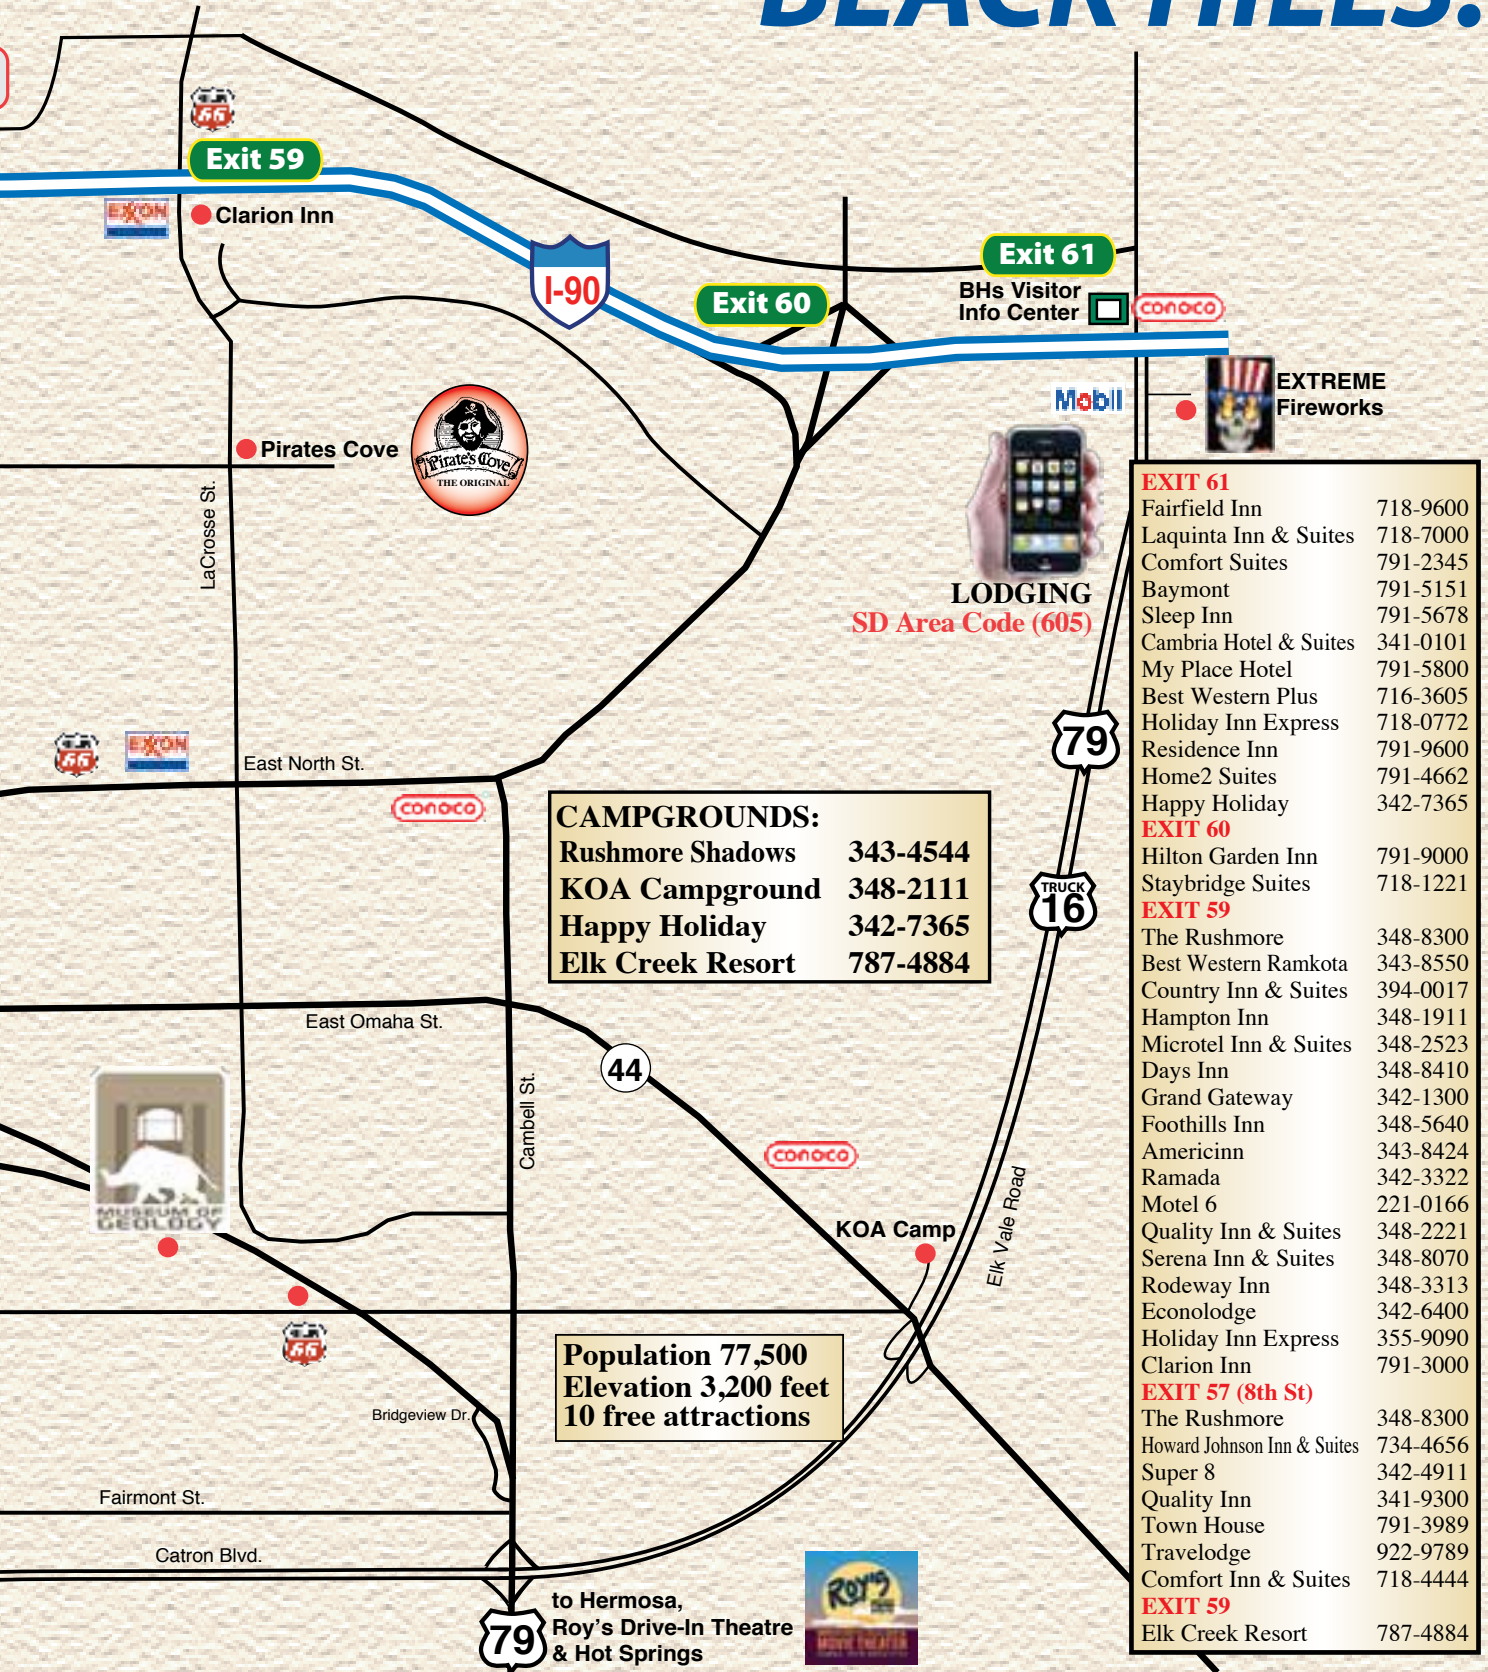 BLACK HILLS.
66
Exit 59
EXXON
Clarion Inn
I-90
Exit 60
Exit 61
BHs Visitor
Info Center
conoco
Mobil
EXTREME
Fireworks
Pirates Cove
Pirate's Cove
THE ORIGINAL
LaCrosse St.
LODGING
SD Area Code (605)
79
66
EXXON
East North St.
conoco
CAMPGROUNDS:
Rushmore Shadows 343-4544
KOA Campground 348-2111
Happy Holiday 342-7365
Elk Creek Resort 787-4884
TRUCK
16
East Omaha St.
44
Cambell St.
MUSEUM OF
GEOLOGY
conoco
KOA Camp
Elk Vale Road
66
Population 77,500
Elevation 3,200 feet
10 free attractions
Bridgeview Dr.
Fairmont St.
Catron Blvd.
79
to Hermosa,
Roy's Drive-In Theatre
& Hot Springs
ROY'S
MOVIE THEATER
EXIT 61
Fairfield Inn 718-9600
Laquinta Inn & Suites 718-7000
Comfort Suites 791-2345
Baymont 791-5151
Sleep Inn 791-5678
Cambria Hotel & Suites 341-0101
My Place Hotel 791-5800
Best Western Plus 716-3605
Holiday Inn Express 718-0772
Residence Inn 791-9600
Home2 Suites 791-4662
Happy Holiday 342-7365
EXIT 60
Hilton Garden Inn 791-9000
Staybridge Suites 718-1221
EXIT 59
The Rushmore 348-8300
Best Western Ramkota 343-8550
Country Inn & Suites 394-0017
Hampton Inn 348-1911
Microtel Inn & Suites 348-2523
Days Inn 348-8410
Grand Gateway 342-1300
Foothills Inn 348-5640
Americinn 343-8424
Ramada 342-3322
Motel 6 221-0166
Quality Inn & Suites 348-2221
Serena Inn & Suites 348-8070
Rodeway Inn 348-3313
Econolodge 342-6400
Holiday Inn Express 355-9090
Clarion Inn 791-3000
EXIT 57 (8th St)
The Rushmore 348-8300
Howard Johnson Inn & Suites 734-4656
Super 8 342-4911
Quality Inn 341-9300
Town House 791-3989
Travelodge 922-9789
Comfort Inn & Suites 718-4444
EXIT 59
Elk Creek Resort 787-4884